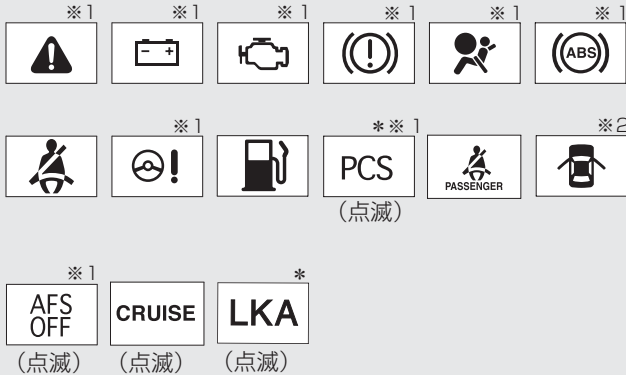 ※1 ※1 ※1 ※1 ※1 ※1
ABS
※1 *※1 ※2
PCS PASSENGER
(点滅)
※1 *
AFS OFF CRUISE LKA
(点滅) (点滅) (点滅)